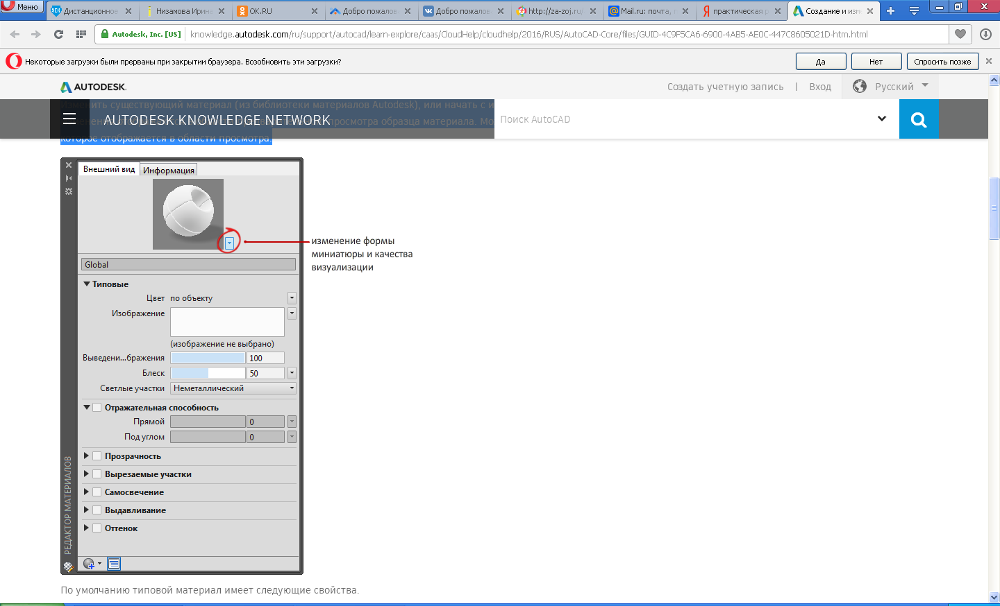 Меню
Дистанционное
Низамова Ирина
OK.RU
Добро пожалов
Добро пожалов
http://za-zoj.ru/
Mail.ru: почта,
практическая р
Создание и изм
Autodesk, Inc. [US]
knowledge.autodesk.com/ru/support/autocad/learn-explore/caas/CloudHelp/cloudhelp/2016/RUS/AutoCAD-Core/files/GUID-4C9F5CA6-6900-4AB5-AE0C-447C8605021D-htm.html
Некоторые загрузки были прерваны при закрытии браузера. Возобновить эти загрузки?
Да
Нет
Спросить позже
AUTODESK.
Создать учетную запись
Вход
Русский
Изменить существующий материал (из библиотеки материалов Autodesk), или начать с
AUTODESK KNOWLEDGE NETWORK
просмотра образца материала.
Поиск AutoCAD
которое отображается в области просмотра.
Внешний вид
Информация
изменение формы
миниатюры и качества
визуализации
Global
Типовые
Цвет
по объекту
Изображение
(изображение не выбрано)
Выведени...бражения
100
Блеск
50
Светлые участки
Неметаллический
Отражательная способность
Прямой
0
Под углом
0
Прозрачность
Вырезаемые участки
Самосвечение
Выдавливание
Оттенок
РЕДАКТОР МАТЕРИАЛОВ
По умолчанию типовой материал имеет следующие свойства.